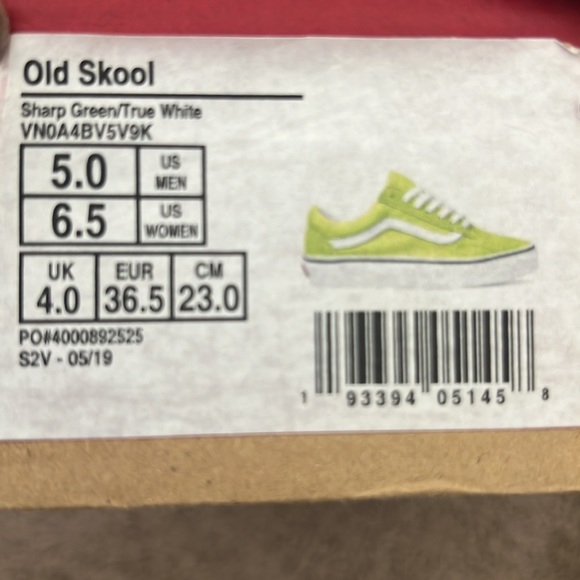 Old Skool
Sharp Green/True White
VN0A4BV5V9K
5.0 US MEN
6.5 US WOMEN
UK EUR CM
4.0 36.5 23.0
PO#4000892525
S2V - 05/19
1 93394 05145 8